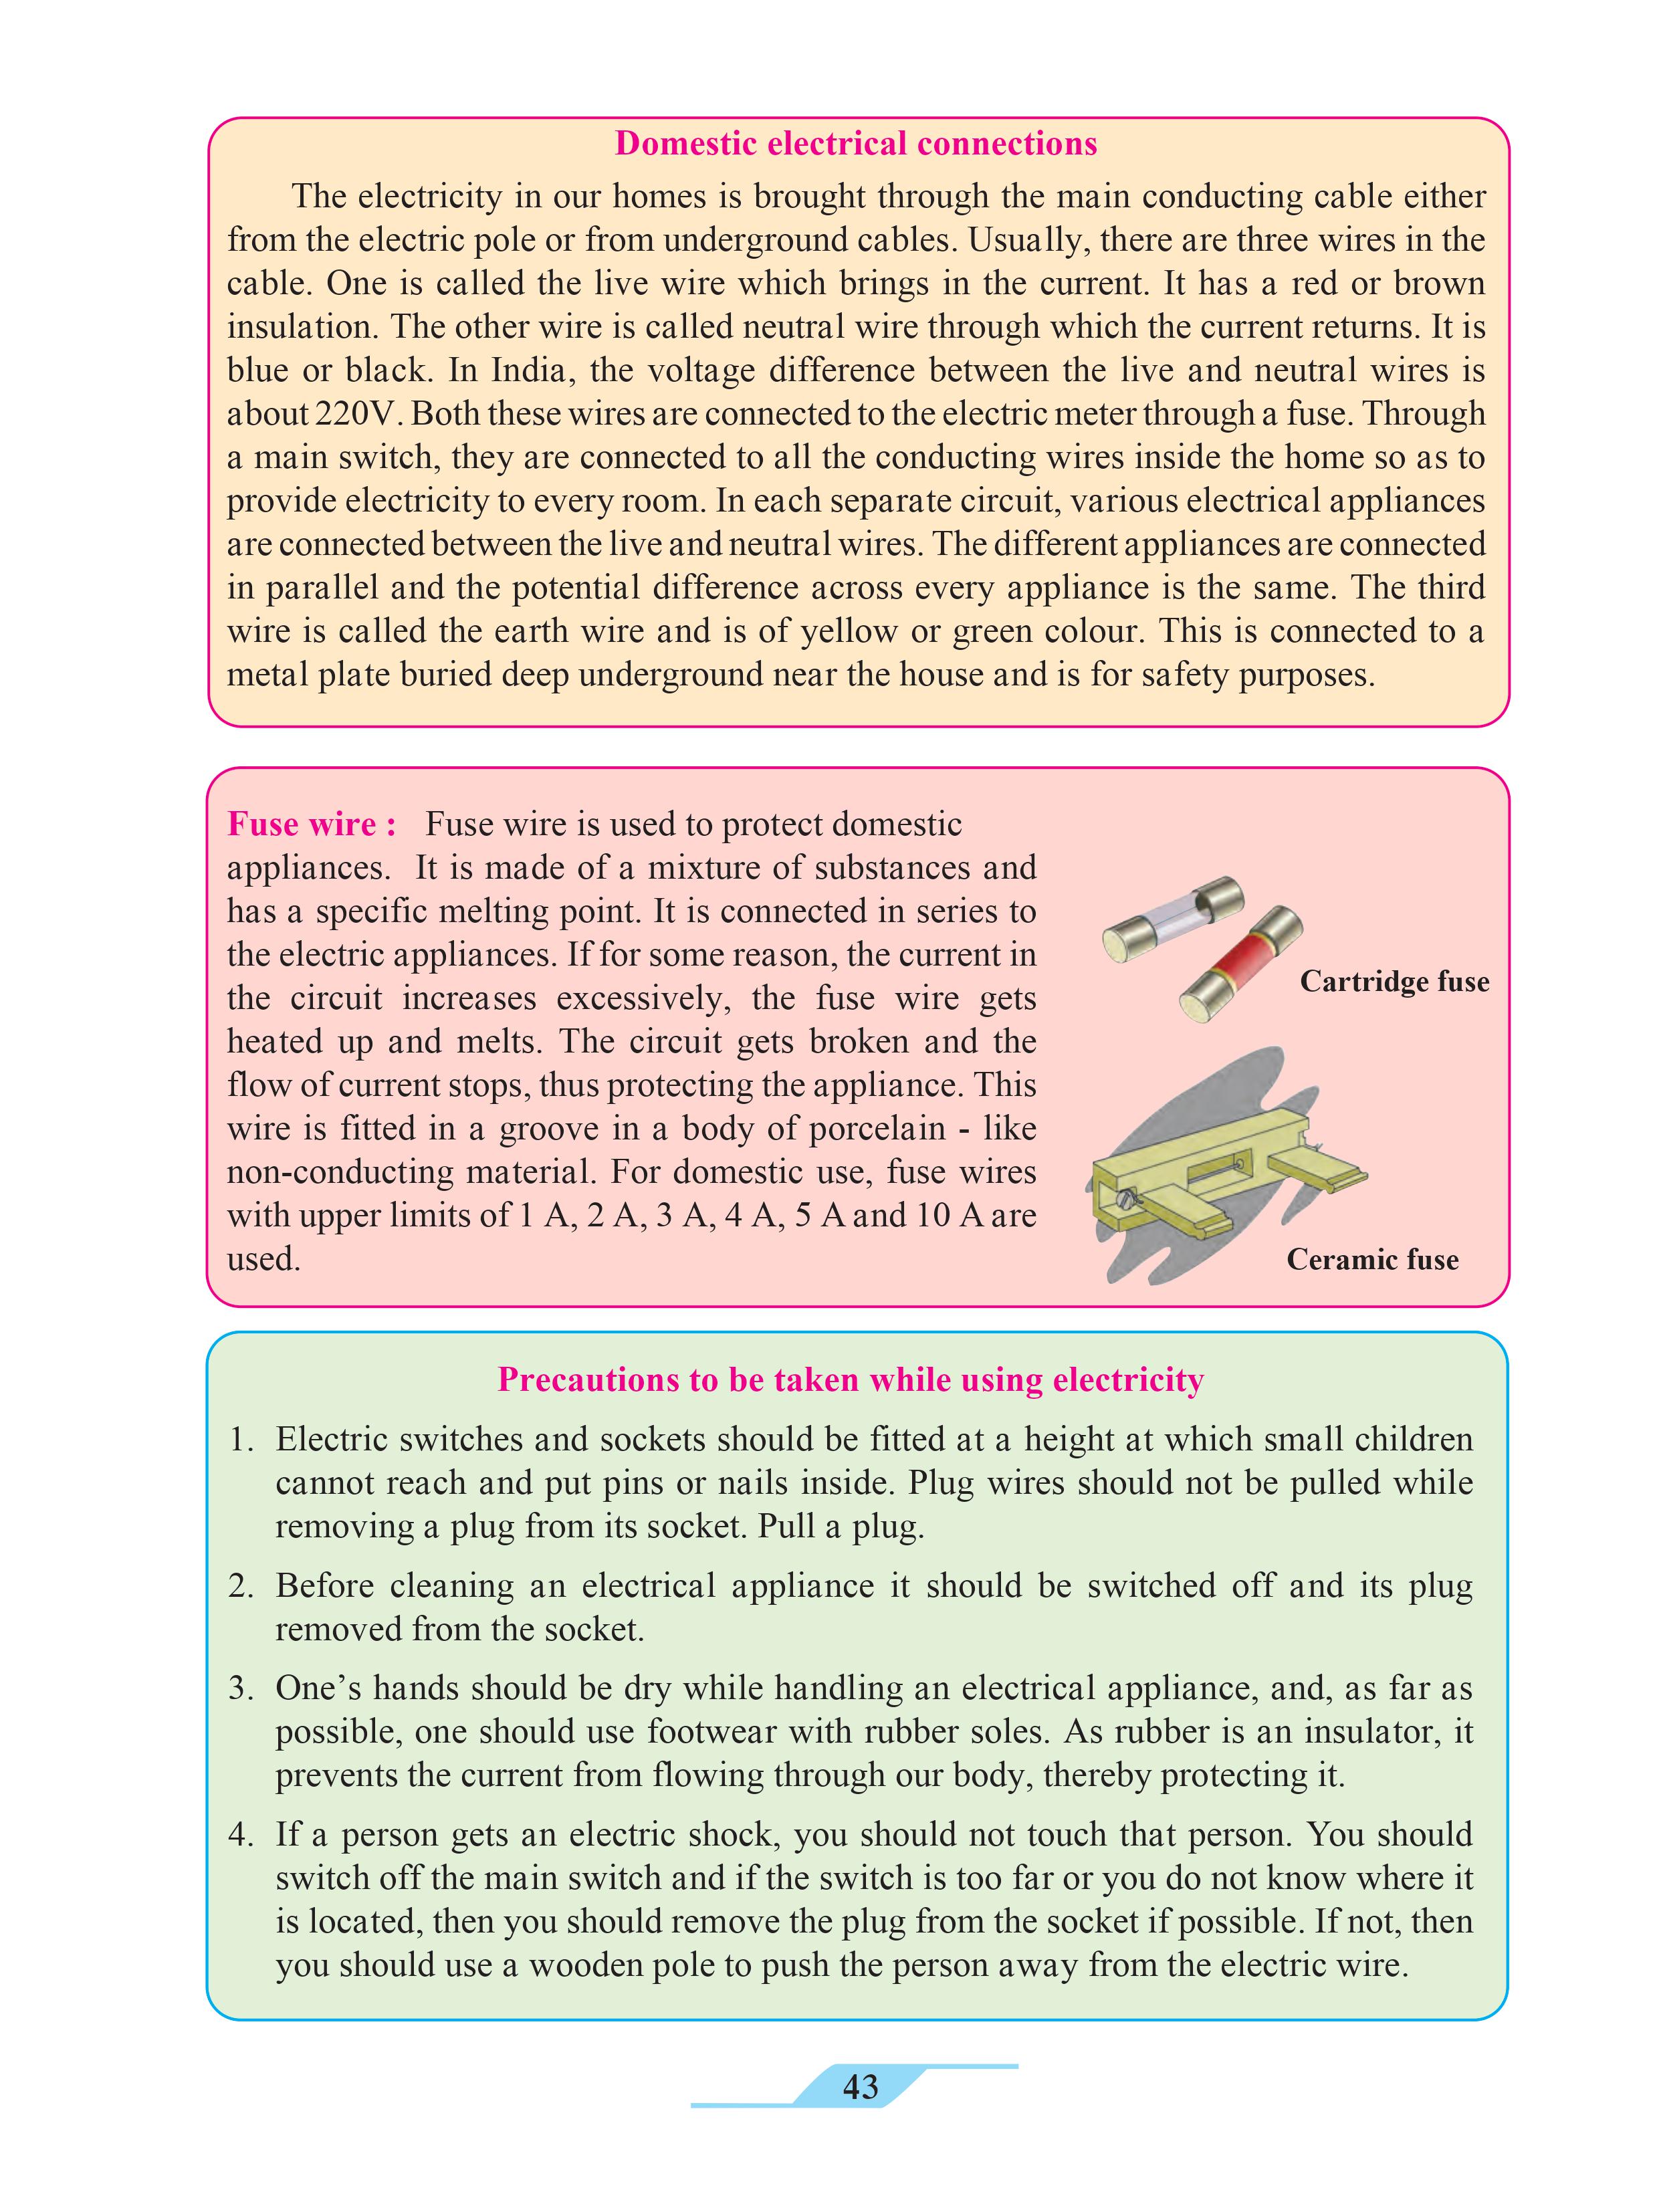 Domestic electrical connections
The electricity in our homes is brought through the main conducting cable either
from the electric pole or from underground cables. Usually, there are three wires in the
cable. One is called the live wire which brings in the current. It has a red or brown
insulation. The other wire is called neutral wire through which the current returns. It is
blue or black. In India, the voltage difference between the live and neutral wires is
about 220V. Both these wires are connected to the electric meter through a fuse. Through
a main switch, they are connected to all the conducting wires inside the home so as to
provide electricity to every room. In each separate circuit, various electrical appliances
are connected between the live and neutral wires. The different appliances are connected
in parallel and the potential difference across every appliance is the same. The third
wire is called the earth wire and is of yellow or green colour. This is connected to a
metal plate buried deep underground near the house and is for safety purposes.
Fuse wire : Fuse wire is used to protect domestic
appliances. It is made of a mixture of substances and
has a specific melting point. It is connected in series to
the electric appliances. If for some reason, the current in
the circuit increases excessively, the fuse wire gets
heated up and melts. The circuit gets broken and the
flow of current stops, thus protecting the appliance. This
wire is fitted in a groove in a body of porcelain - like
non-conducting material. For domestic use, fuse wires
with upper limits of 1 A, 2 A, 3 A, 4 A, 5 A and 10 A are
used.
Cartridge fuse
Ceramic fuse
Precautions to be taken while using electricity
1. Electric switches and sockets should be fitted at a height at which small children
cannot reach and put pins or nails inside. Plug wires should not be pulled while
removing a plug from its socket. Pull a plug.
2. Before cleaning an electrical appliance it should be switched off and its plug
removed from the socket.
3. One’s hands should be dry while handling an electrical appliance, and, as far as
possible, one should use footwear with rubber soles. As rubber is an insulator, it
prevents the current from flowing through our body, thereby protecting it.
4. If a person gets an electric shock, you should not touch that person. You should
switch off the main switch and if the switch is too far or you do not know where it
is located, then you should remove the plug from the socket if possible. If not, then
you should use a wooden pole to push the person away from the electric wire.
43